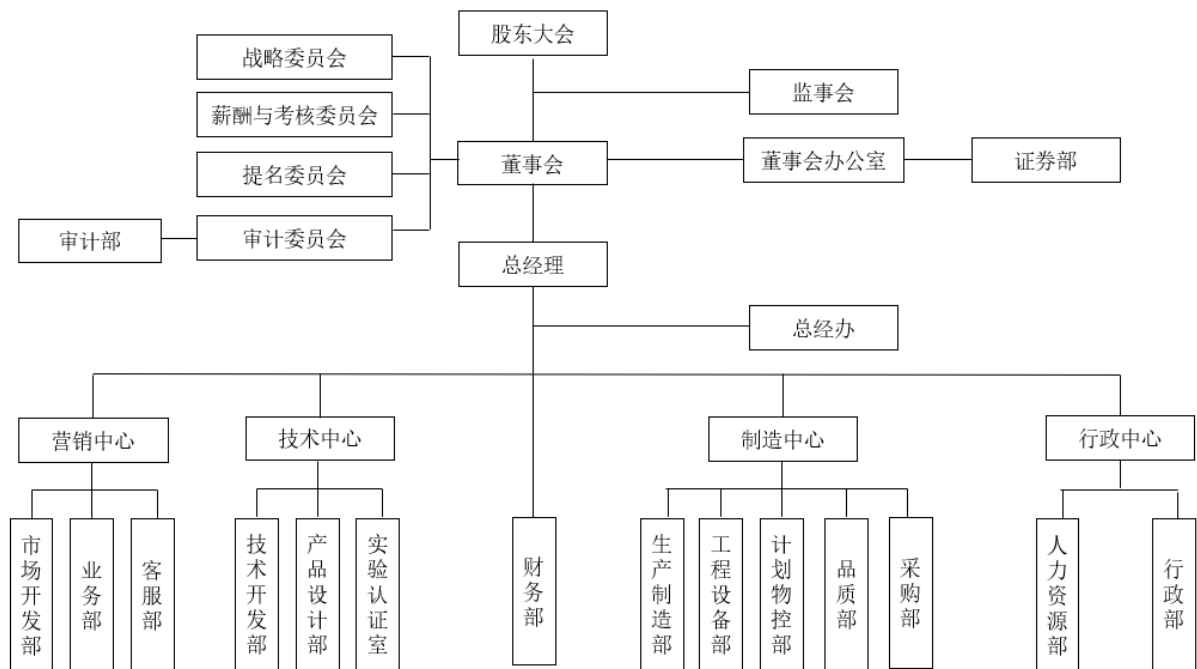 股东大会
战略委员会
监事会
薪酬与考核委员会
董事会
董事会办公室
证券部
提名委员会
审计部
审计委员会
总经理
总经办
营销中心
技术中心
制造中心
行政中心
市场开发部
业务部
客服部
技术开发部
产品设计部
实验认证室
财务部
生产制造部
工程设备部
计划物控部
品质部
采购部
人力资源部
行政部